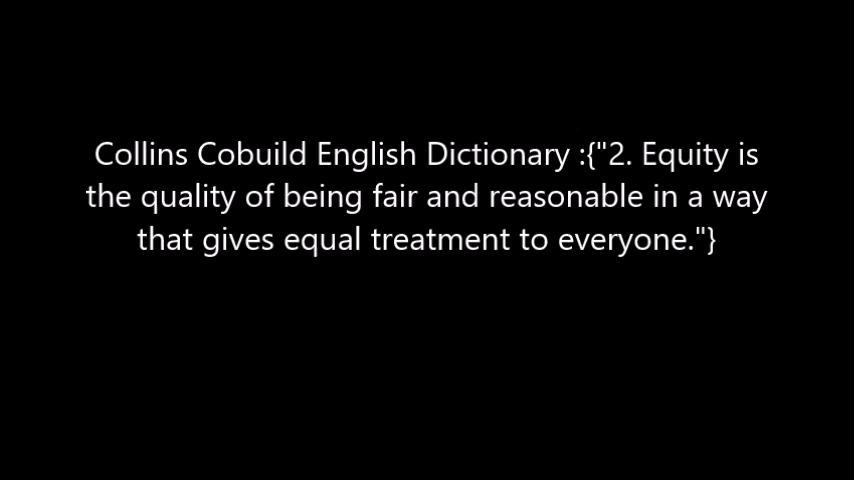 Collins Cobuild English Dictionary :{"2. Equity is
the quality of being fair and reasonable in a way
that gives equal treatment to everyone."}